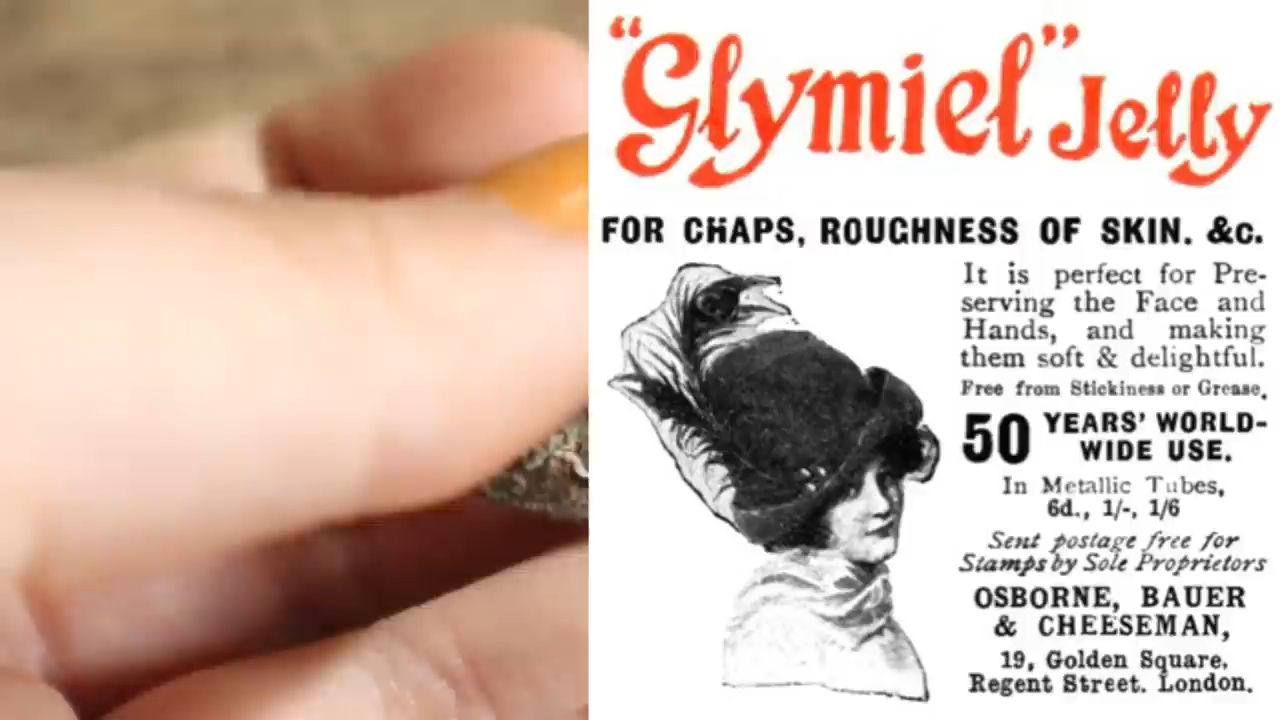 "Glymiel" Jelly
FOR CHAPS, ROUGHNESS OF SKIN. &c.
It is perfect for Pre-
serving the Face and
Hands, and making
them soft & delightful.
Free from Stickiness or Grease.
50 YEARS' WORLD-
WIDE USE.
In Metallic Tubes,
6d., 1/-, 1/6
Sent postage free for
Stamps by Sole Proprietors
OSBORNE, BAUER
& CHEESEMAN,
19, Golden Square,
Regent Street. London.